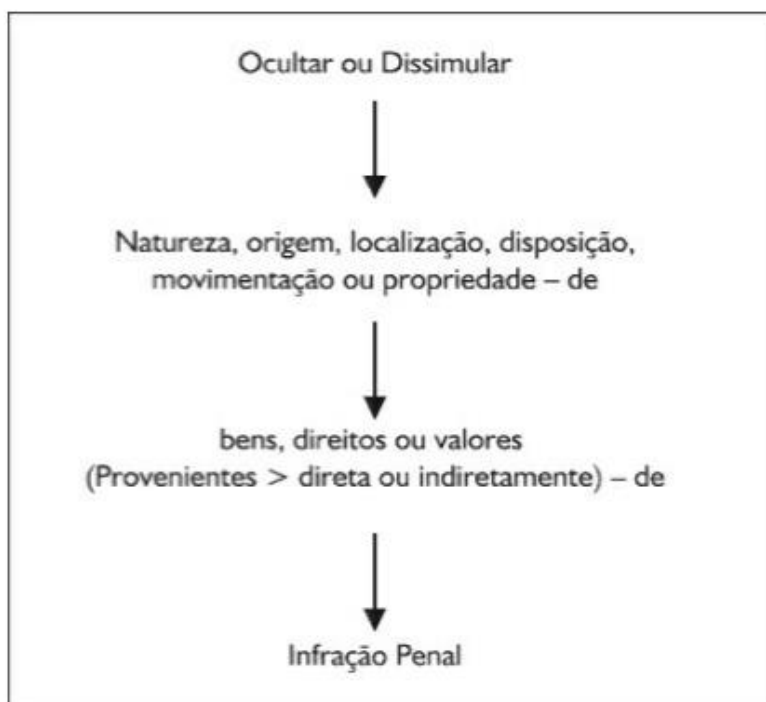 Ocultar ou Dissimular
Natureza, origem, localização, disposição,
movimentação ou propriedade – de
bens, direitos ou valores
(Provenientes > direta ou indiretamente) – de
Infração Penal